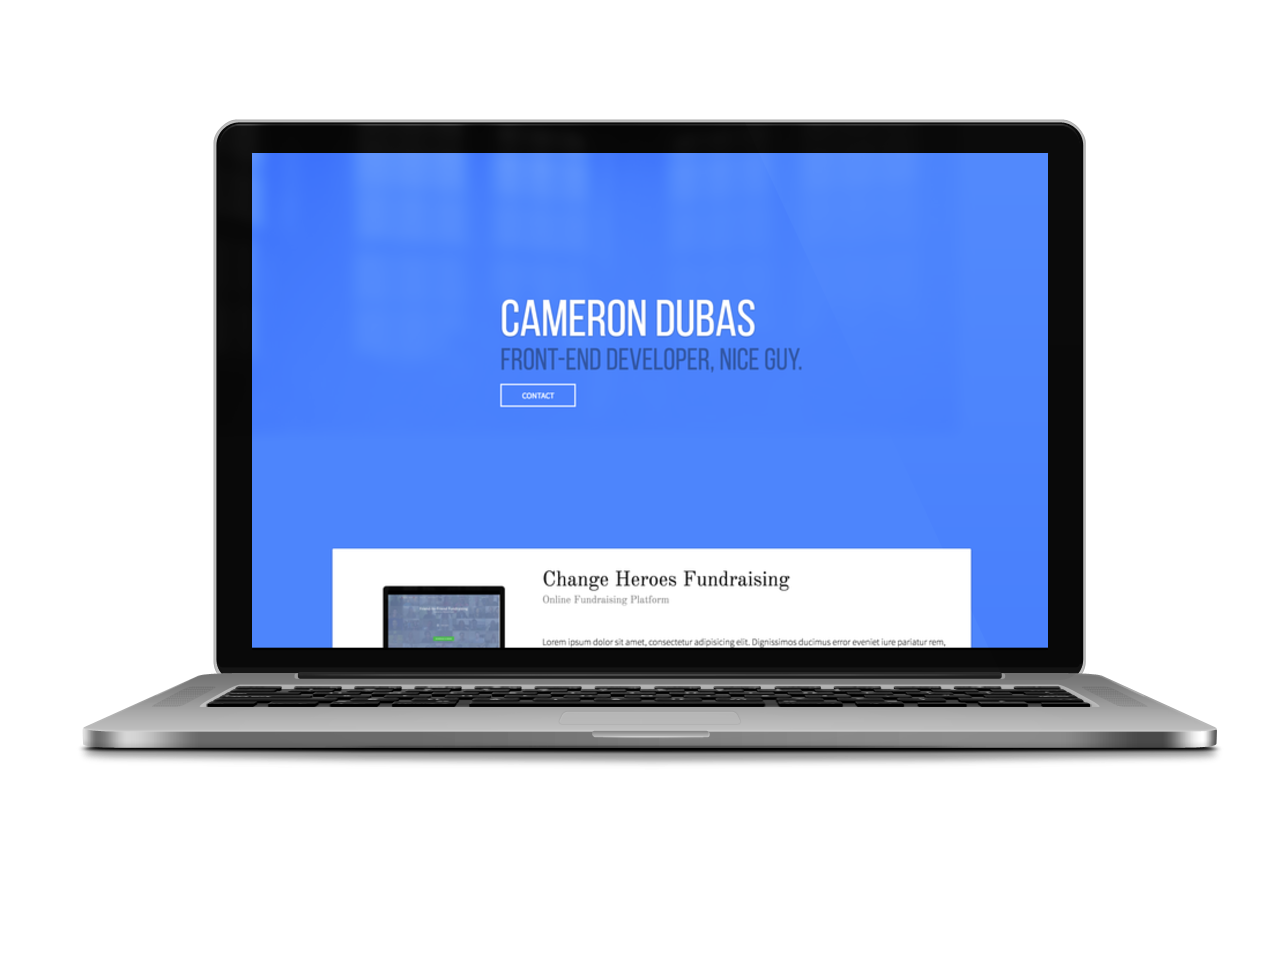 CAMERON DUBAS
FRONT-END DEVELOPER, NICE GUY.
CONTACT
Change Heroes Fundraising
Online Fundraising Platform
Lorem ipsum dolor sit amet, consectetur adipisicing elit. Dignissimos ducimus error eveniet iure pariatur rem,